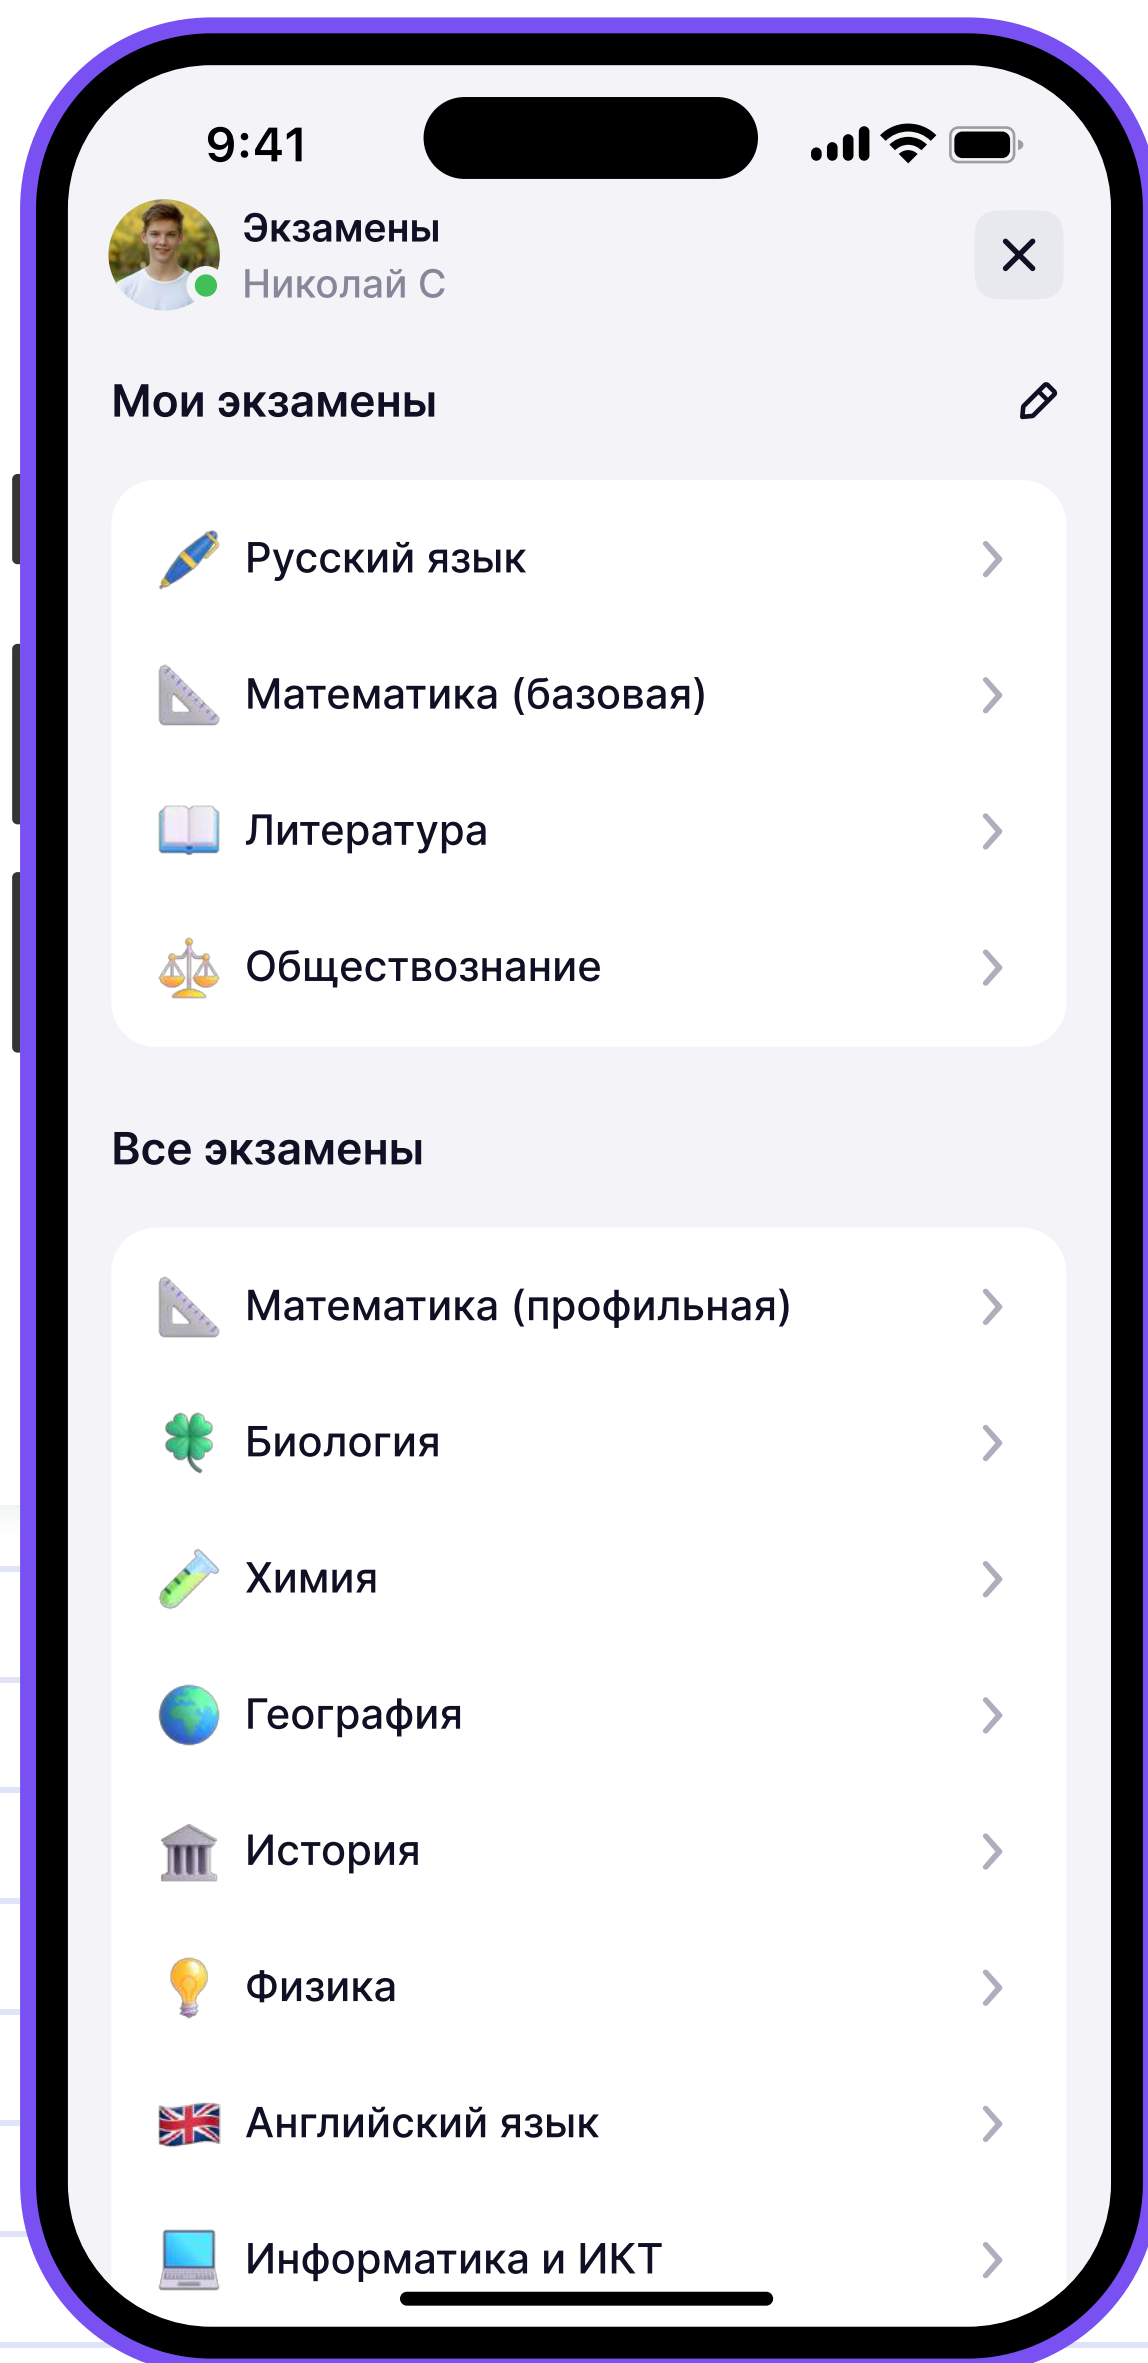 9:41
Экзамены
Николай С
Мои экзамены
Русский язык
Математика (базовая)
Литература
Обществознание
Все экзамены
Математика (профильная)
Биология
Химия
География
История
Физика
Английский язык
Информатика и ИКТ